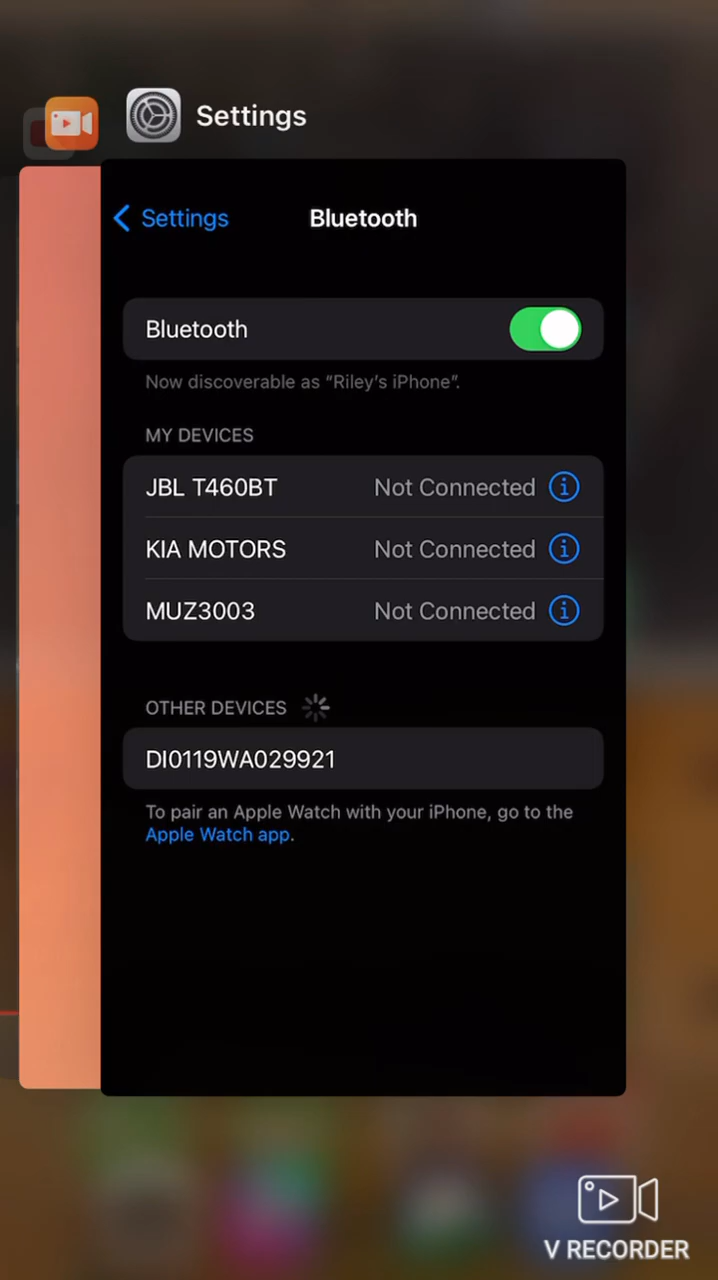 Settings
Settings
Bluetooth
Bluetooth
Now discoverable as “Riley’s iPhone”.
MY DEVICES
JBL T460BT Not Connected
KIA MOTORS Not Connected
MUZ3003 Not Connected
OTHER DEVICES
DI0119WA029921
To pair an Apple Watch with your iPhone, go to the
Apple Watch app.
V RECORDER